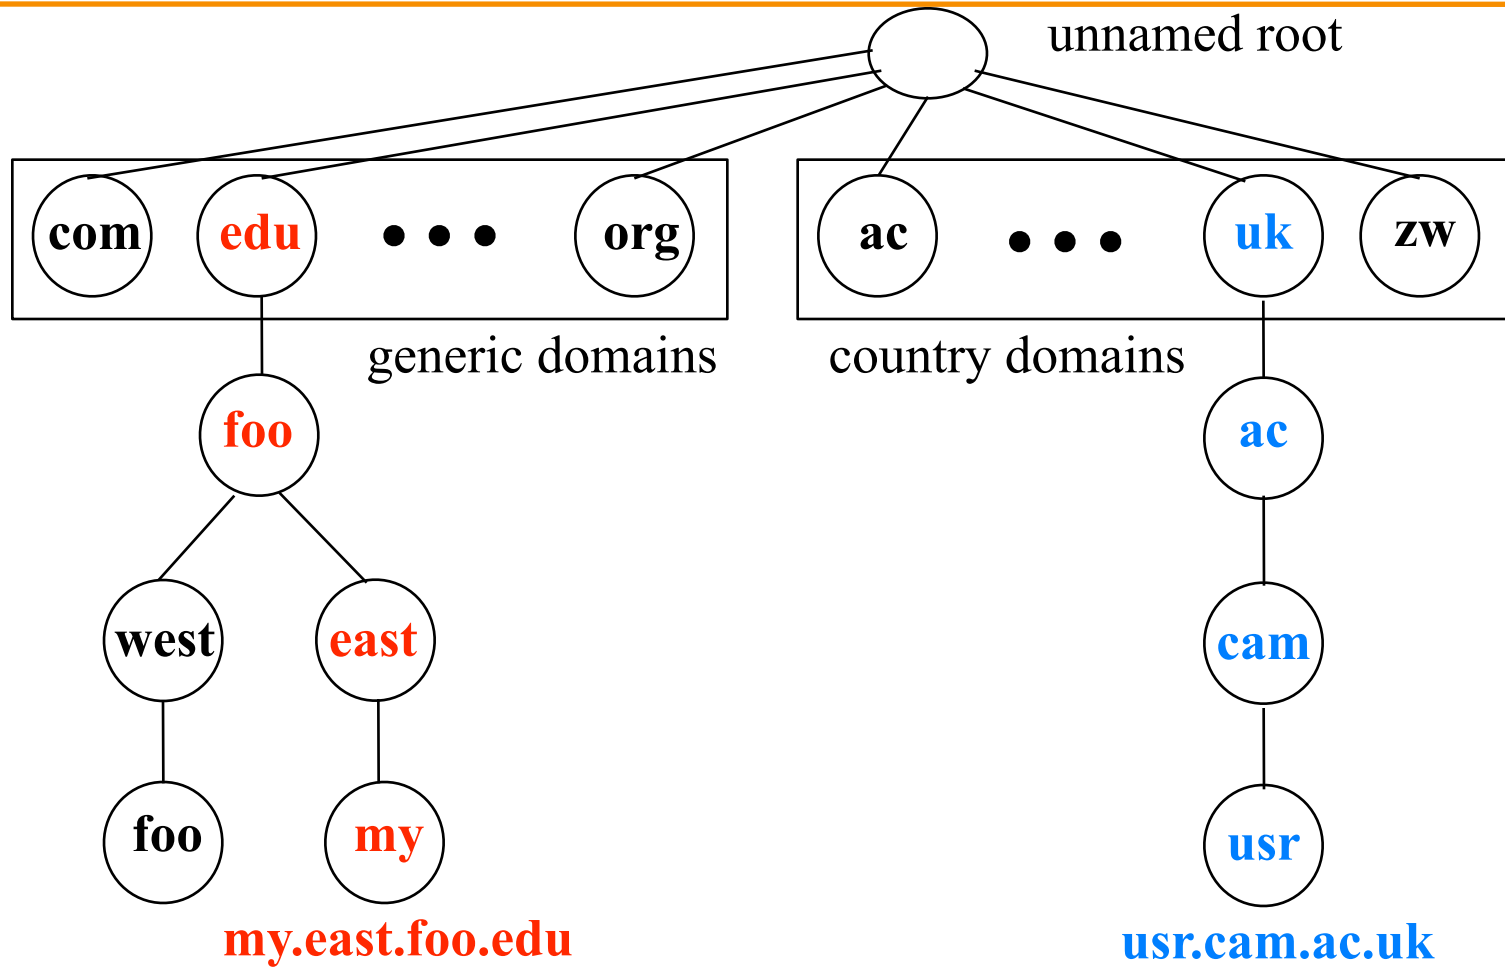 unnamed root
com edu ● ● ● org ac ● ● ● uk zw
generic domains country domains
foo ac
west east cam
foo my usr
my.east.foo.edu usr.cam.ac.uk